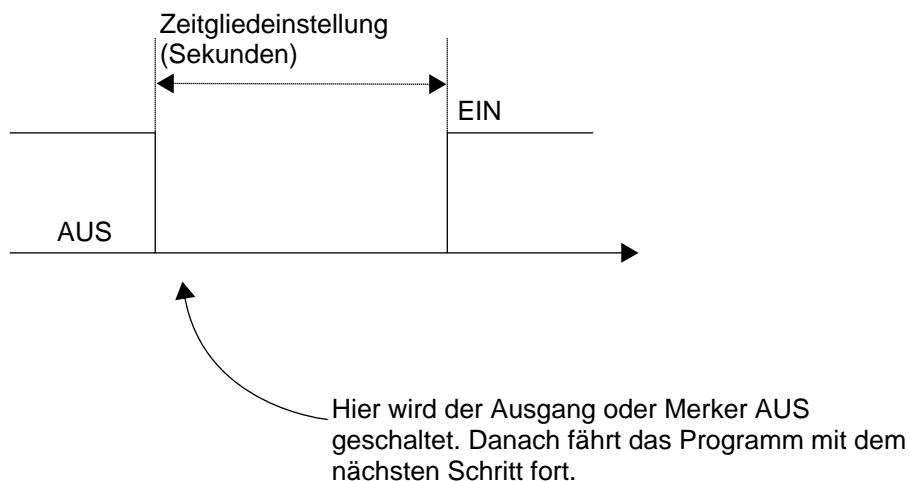 Zeitgliedeinstellung
(Sekunden)
EIN
AUS
Hier wird der Ausgang oder Merker AUS
geschaltet. Danach fährt das Programm mit dem
nächsten Schritt fort.